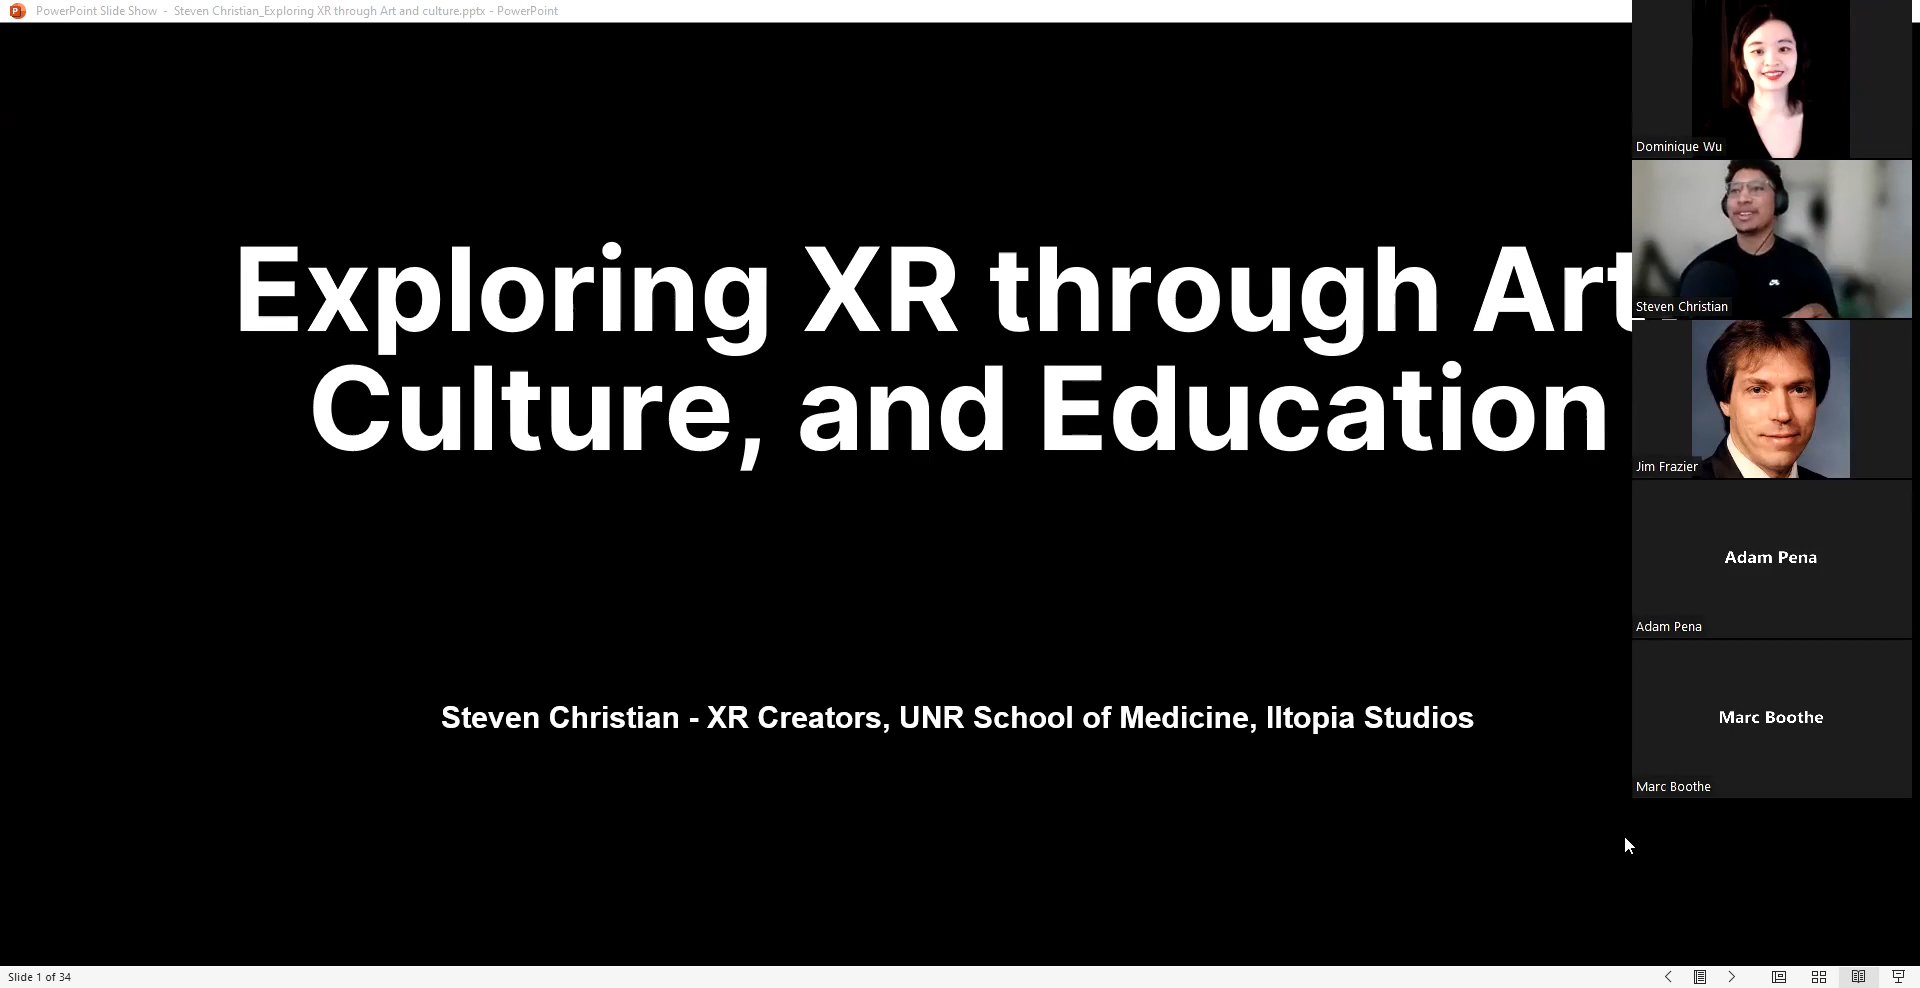 PowerPoint Slide Show - Steven Christian_Exploring XR through Art and culture.pptx - PowerPoint
Exploring XR through Art,
Culture, and Education
Steven Christian - XR Creators, UNR School of Medicine, Iltopia Studios
Dominique Wu
Steven Christian
Jim Frazier
Adam Pena
Adam Pena
Marc Boothe
Marc Boothe
Slide 1 of 34